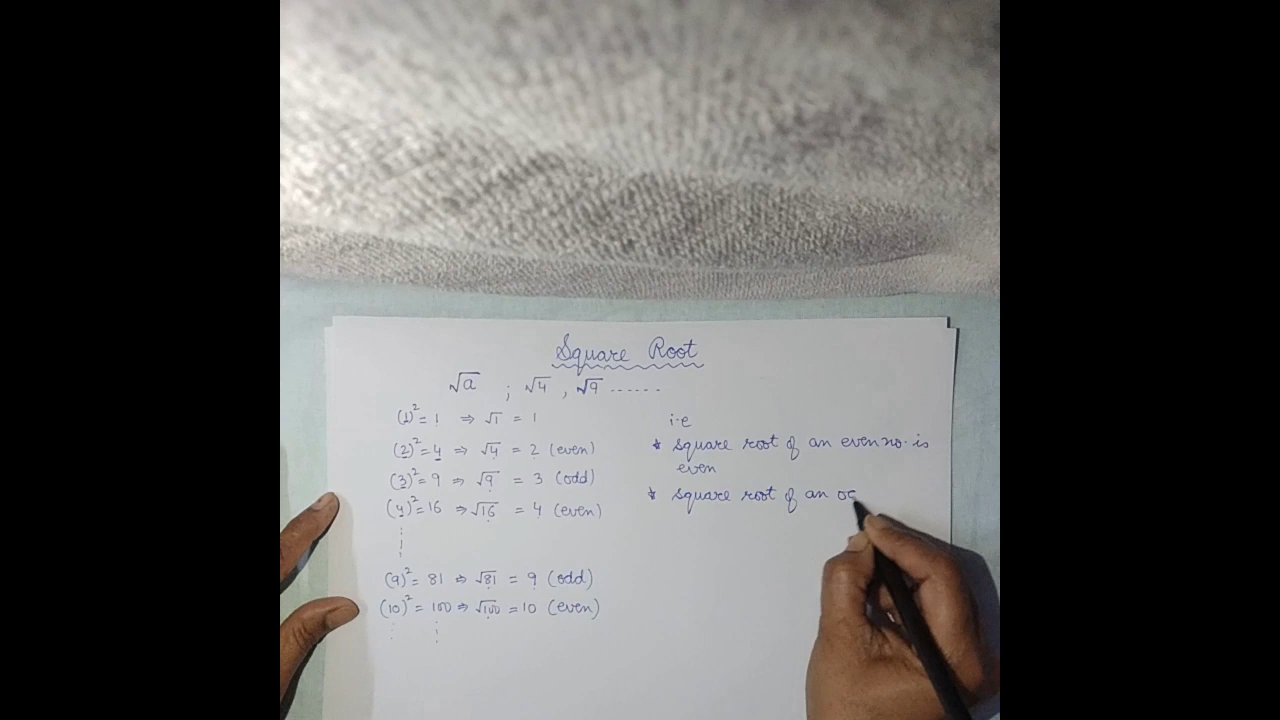 Square Root
√a ; √4 , √9 ......
(1)² = 1 ⇒ √1 = 1
(2)² = 4 ⇒ √4 = 2 (even)
(3)² = 9 ⇒ √9 = 3 (odd)
(4)² = 16 ⇒ √16 = 4 (even)
(9)² = 81 ⇒ √81 = 9 (odd)
(10)² = 100 ⇒ √100 = 10 (even)
i.e
* Square root of an even no. is
even
* Square root of an